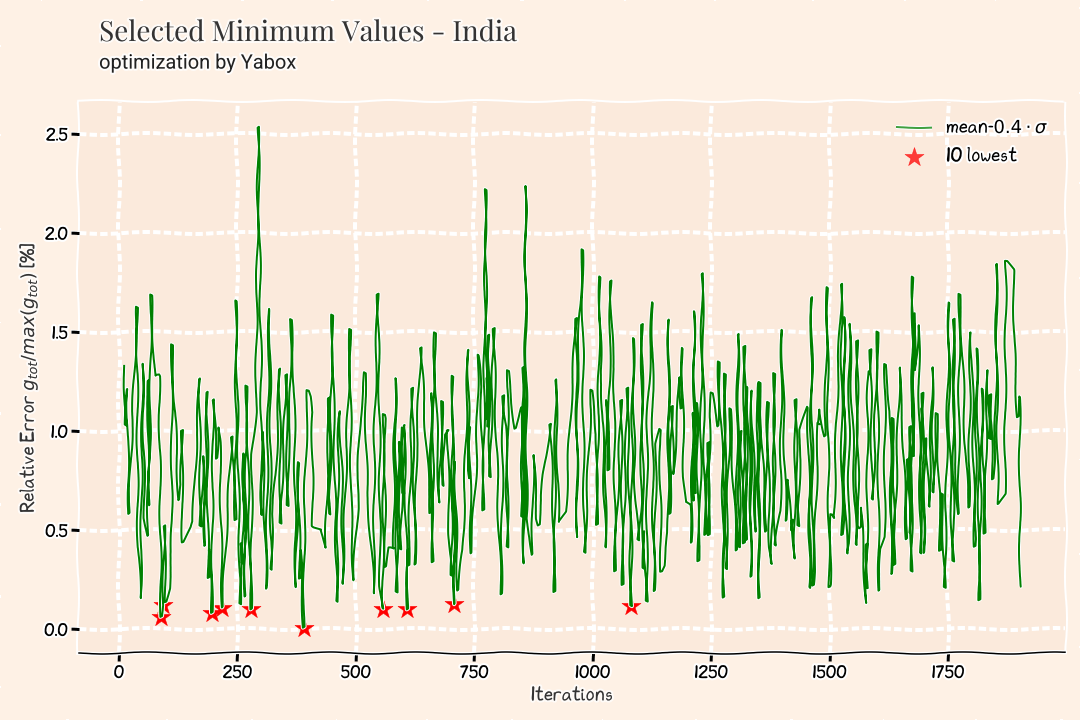 Selected Minimum Values - India
optimization by Yabox
mean-0.4 · σ
10 lowest
Relative Error g_tot/max(g_tot) [%]
2.5
2.0
1.5
1.0
0.5
0.0
0 250 500 750 1000 1250 1500 1750
Iterations